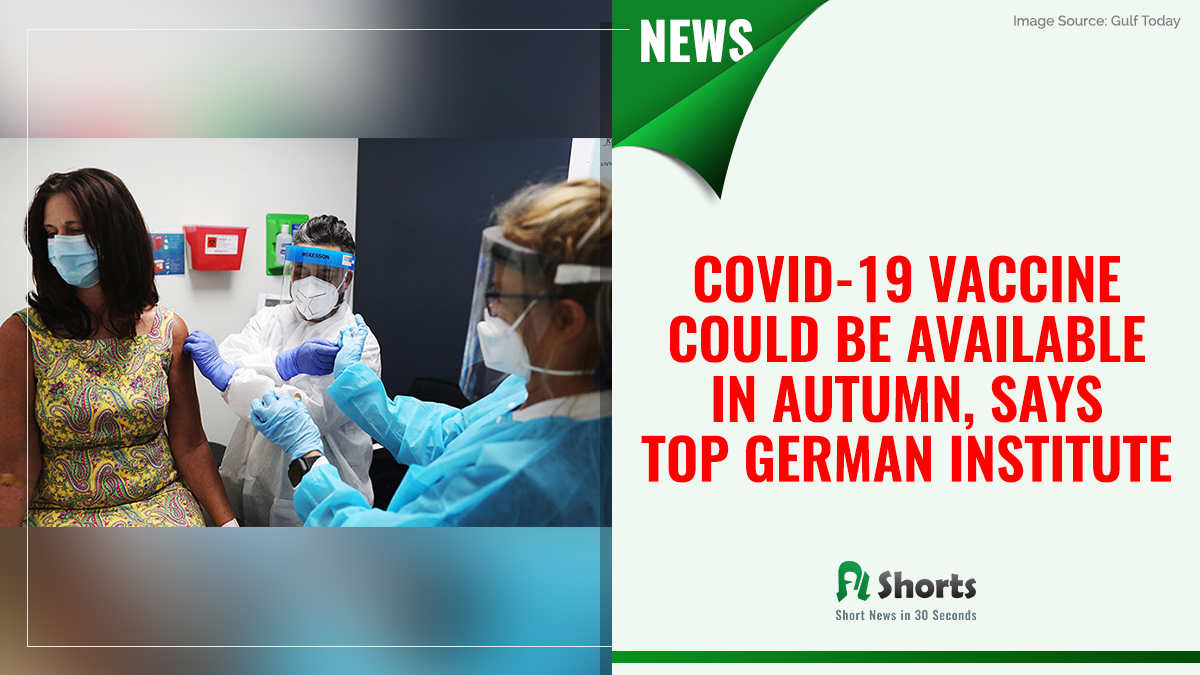 NEWS
Image Source: Gulf Today
McKESSON
COVID-19 VACCINE
COULD BE AVAILABLE
IN AUTUMN, SAYS
TOP GERMAN INSTITUTE
Shorts
Short News in 30 Seconds